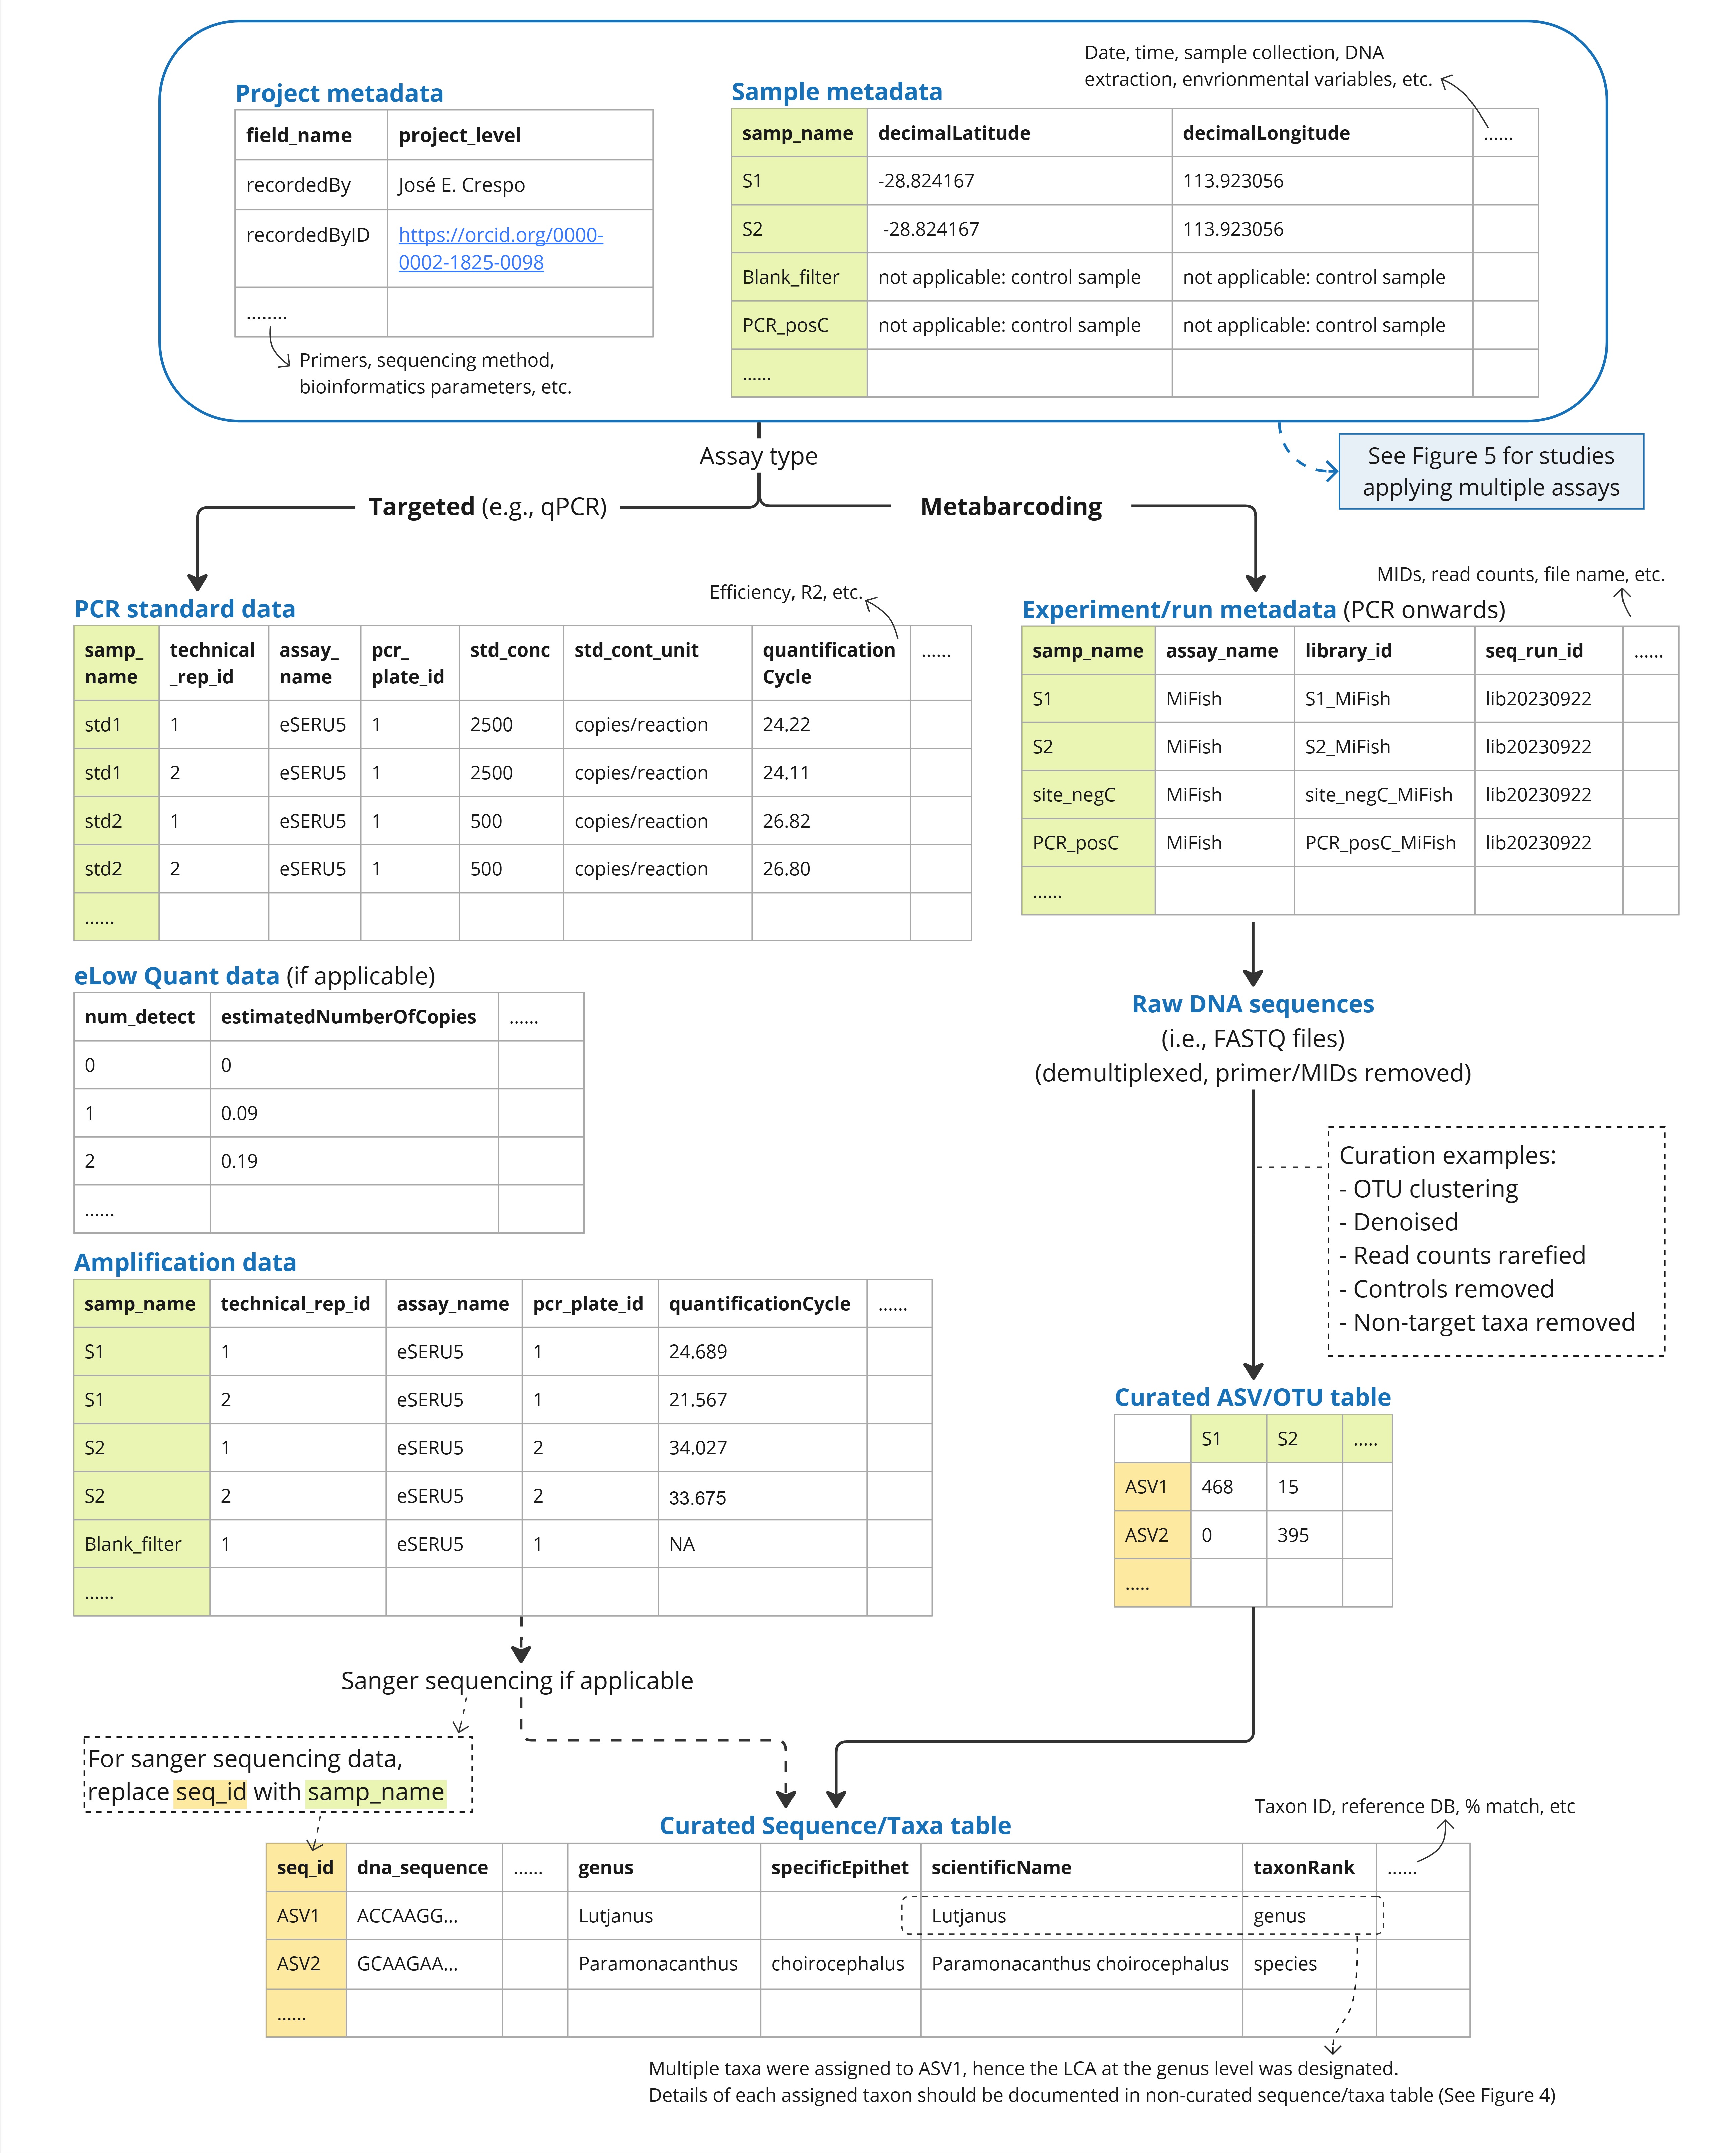 Date, time, sample collection, DNA
extraction, envrionmental variables, etc.
Project metadata
field_name project_level
recordedBy José E. Crespo
recordedByID https://orcid.org/0000-
0002-1825-0098
........
Primers, sequencing method,
bioinformatics parameters, etc.
Sample metadata
samp_name decimalLatitude decimalLongitude ......
S1 -28.824167 113.923056
S2 -28.824167 113.923056
Blank_filter not applicable: control sample not applicable: control sample
PCR_posC not applicable: control sample not applicable: control sample
......
Assay type
See Figure 5 for studies
applying multiple assays
Targeted (e.g., qPCR)
Metabarcoding
PCR standard data
Efficiency, R2, etc.
samp_ technical assay_ pcr_ std_conc std_cont_unit quantification ......
name _rep_id name plate_id Cycle
std1 1 eSERU5 1 2500 copies/reaction 24.22
std1 2 eSERU5 1 2500 copies/reaction 24.11
std2 1 eSERU5 1 500 copies/reaction 26.82
std2 2 eSERU5 1 500 copies/reaction 26.80
......
eLow Quant data (if applicable)
num_detect estimatedNumberOfCopies ......
0 0
1 0.09
2 0.19
......
Amplification data
samp_name technical_rep_id assay_name pcr_plate_id quantificationCycle ......
S1 1 eSERU5 1 24.689
S1 2 eSERU5 1 21.567
S2 1 eSERU5 2 34.027
S2 2 eSERU5 2 33.675
Blank_filter 1 eSERU5 1 NA
......
Sanger sequencing if applicable
For sanger sequencing data,
replace seq_id with samp_name
MIDs, read counts, file name, etc.
Experiment/run metadata (PCR onwards)
samp_name assay_name library_id seq_run_id ......
S1 MiFish S1_MiFish lib20230922
S2 MiFish S2_MiFish lib20230922
site_negC MiFish site_negC_MiFish lib20230922
PCR_posC MiFish PCR_posC_MiFish lib20230922
......
Raw DNA sequences
(i.e., FASTQ files)
(demultiplexed, primer/MIDs removed)
Curation examples:
- OTU clustering
- Denoised
- Read counts rarefied
- Controls removed
- Non-target taxa removed
Curated ASV/OTU table
S1 S2 .....
ASV1 468 15
ASV2 0 395
.....
Curated Sequence/Taxa table
Taxon ID, reference DB, % match, etc
seq_id dna_sequence ...... genus specificEpithet scientificName taxonRank ......
ASV1 ACCAAGG... Lutjanus Lutjanus genus
ASV2 GCAAGAA... Paramonacanthus choirocephalus Paramonacanthus choirocephalus species
......
Multiple taxa were assigned to ASV1, hence the LCA at the genus level was designated.
Details of each assigned taxon should be documented in non-curated sequence/taxa table (See Figure 4)